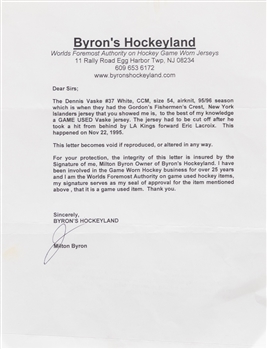 Byron's Hockeyland
Worlds Foremost Authority on Hockey Game Worn Jerseys
11 Rally Road Egg Harbor Twp, NJ 08234
609 653 6172
www.byronshockeyland.com
Dear Sirs;
The Dennis Vaske #37 White, CCM, size 54, airknit, 95/96 season
which is when they had the Gordon's Fishermen's Crest, New York
Islanders jersey that you showed me is, to the best of my knowledge
a GAME USED Vaske jersey. The jersey had to be cut off after he
took a hit from behind by LA Kings forward Eric Lacroix. This
happened on Nov 22, 1995.
This letter becomes void if reproduced, or altered in any way.
For your protection, the integrity of this letter is insured by the
Signature of me, Milton Byron Owner of Byron's Hockeyland. I have
been involved in the Game Worn Hockey business for over 25 years
and I am the Worlds Foremost Authority on game used hockey items,
my signature serves as my seal of approval for the item mentioned
above, that it is a game used item. Thank you.
Sincerely,
BYRON'S HOCKEYLAND
Milton Byron